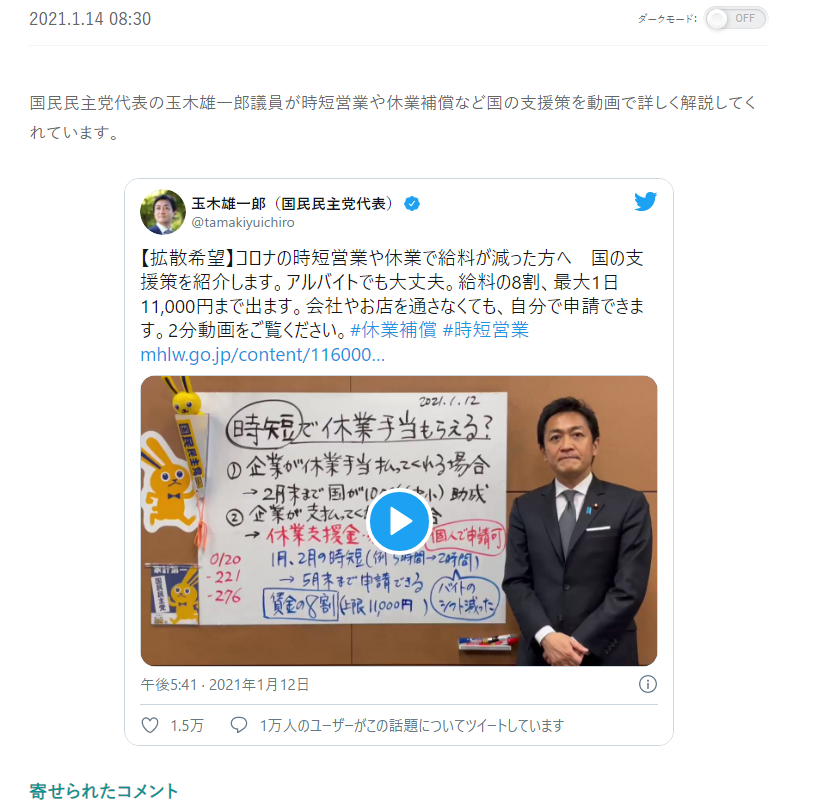 2021.1.14 08:30
ダークモード: OFF
国民民主党代表の玉木雄一郎議員が時短営業や休業補償など国の支援策を動画で詳しく解説してく
れています。
玉木雄一郎（国民民主党代表）
@tamakiyuichiro
【拡散希望】コロナの時短営業や休業で給料が減った方へ　国の支
援策を紹介します。アルバイトでも大丈夫。給料の8割、最大1日
11,000円まで出ます。会社やお店を通さなくても、自分で申請できま
す。2分動画をご覧ください。#休業補償 #時短営業
mhlw.go.jp/content/116000…
2021.1.12
時短で休業手当もらえる?
①企業が休業手当払ってくれる場合
→2月末まで国が10 小)助成
②企業が支払ってく 合
→休業支援金・ 個人で申請可
1月、2月の時短(例 5時間→2時間)
→5月末まで申請できる
賃金の8割(上限11,000円)
バイトの
シフト減った
0120
-221
-276
国民民主党
家計第一
国民民主党
午後5:41 · 2021年1月12日
1.5万
1万人のユーザーがこの話題についてツイートしています
寄せられたコメント